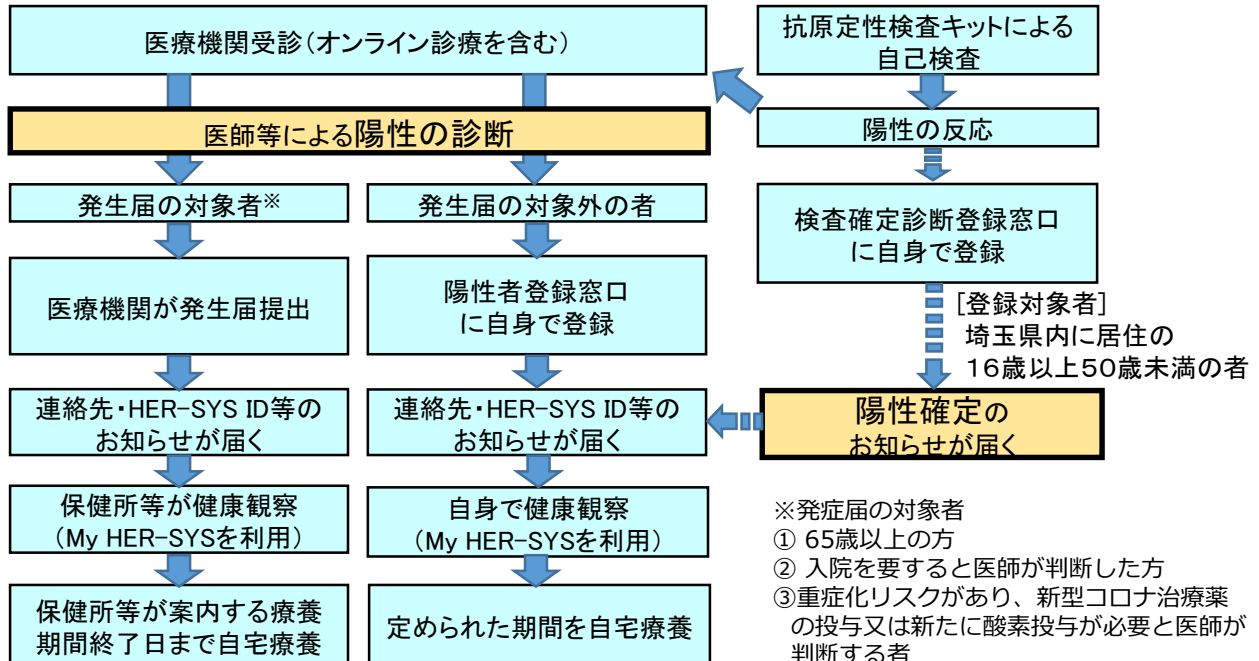 医療機関受診(オンライン診療を含む)
抗原定性検査キットによる
自己検査
医師等による陽性の診断
陽性の反応
発生届の対象者※
発生届の対象外の者
検査確定診断登録窓口
に自身で登録
医療機関が発生届提出
陽性者登録窓口
に自身で登録
[登録対象者]
埼玉県内に居住の
16歳以上50歳未満の者
連絡先・HER-SYS ID等の
お知らせが届く
連絡先・HER-SYS ID等の
お知らせが届く
陽性確定の
お知らせが届く
保健所等が健康観察
(My HER-SYSを利用)
自身で健康観察
(My HER-SYSを利用)
保健所等が案内する療養
期間終了日まで自宅療養
定められた期間を自宅療養
※発症届の対象者
① 65歳以上の方
② 入院を要すると医師が判断した方
③重症化リスクがあり、新型コロナ治療薬
の投与又は新たに酸素投与が必要と医師が
判断する者